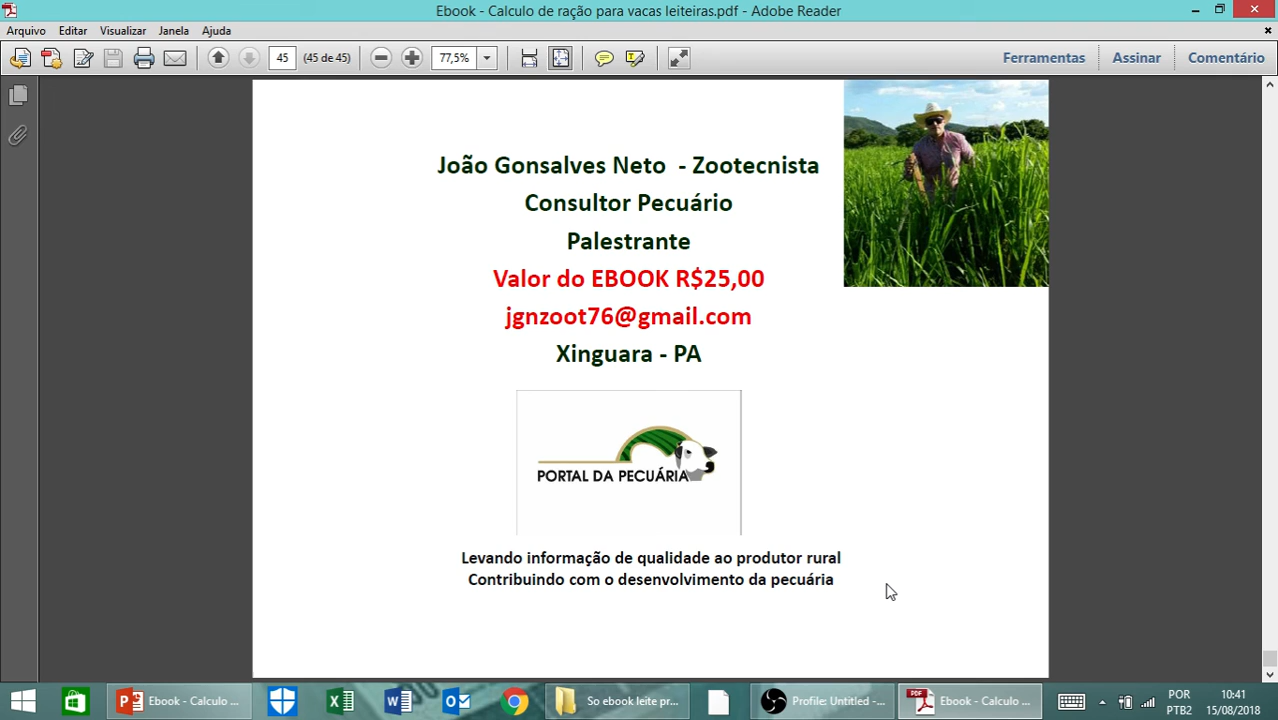 Ebook - Calculo de ração para vacas leiteiras.pdf - Adobe Reader
Arquivo Editar Visualizar Janela Ajuda
45 (45 de 45) 77,5% Ferramentas Assinar Comentário
João Gonsalves Neto - Zootecnista
Consultor Pecuário
Palestrante
Valor do EBOOK R$25,00
jgnzoot76@gmail.com
Xinguara - PA
PORTAL DA PECUÁRIA
Levando informação de qualidade ao produtor rural
Contribuindo com o desenvolvimento da pecuária
Ebook - Calculo ... So ebook leite pr... Profile: Untitled -... Ebook - Calculo ... POR 10:41
PTB2 15/08/2018